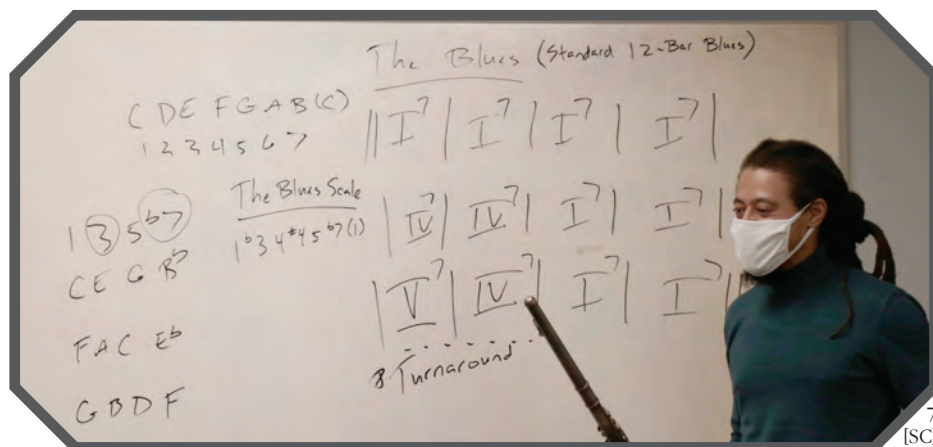 The Blues (Standard 12-Bar Blues)
C D E F G A B (C)
1 2 3 4 5 6 7
|| I7 | I7 | I7 | I7 |
The Blues Scale
1 b3 4 #4 5 b7 (1)
| IV7 | IV7 | I7 | I7 |
1 3 5 b7
C E G Bb
| V7 | IV7 | I7 | I7 ||
F A C Eb
Turnaround
G B D F
7
[SC